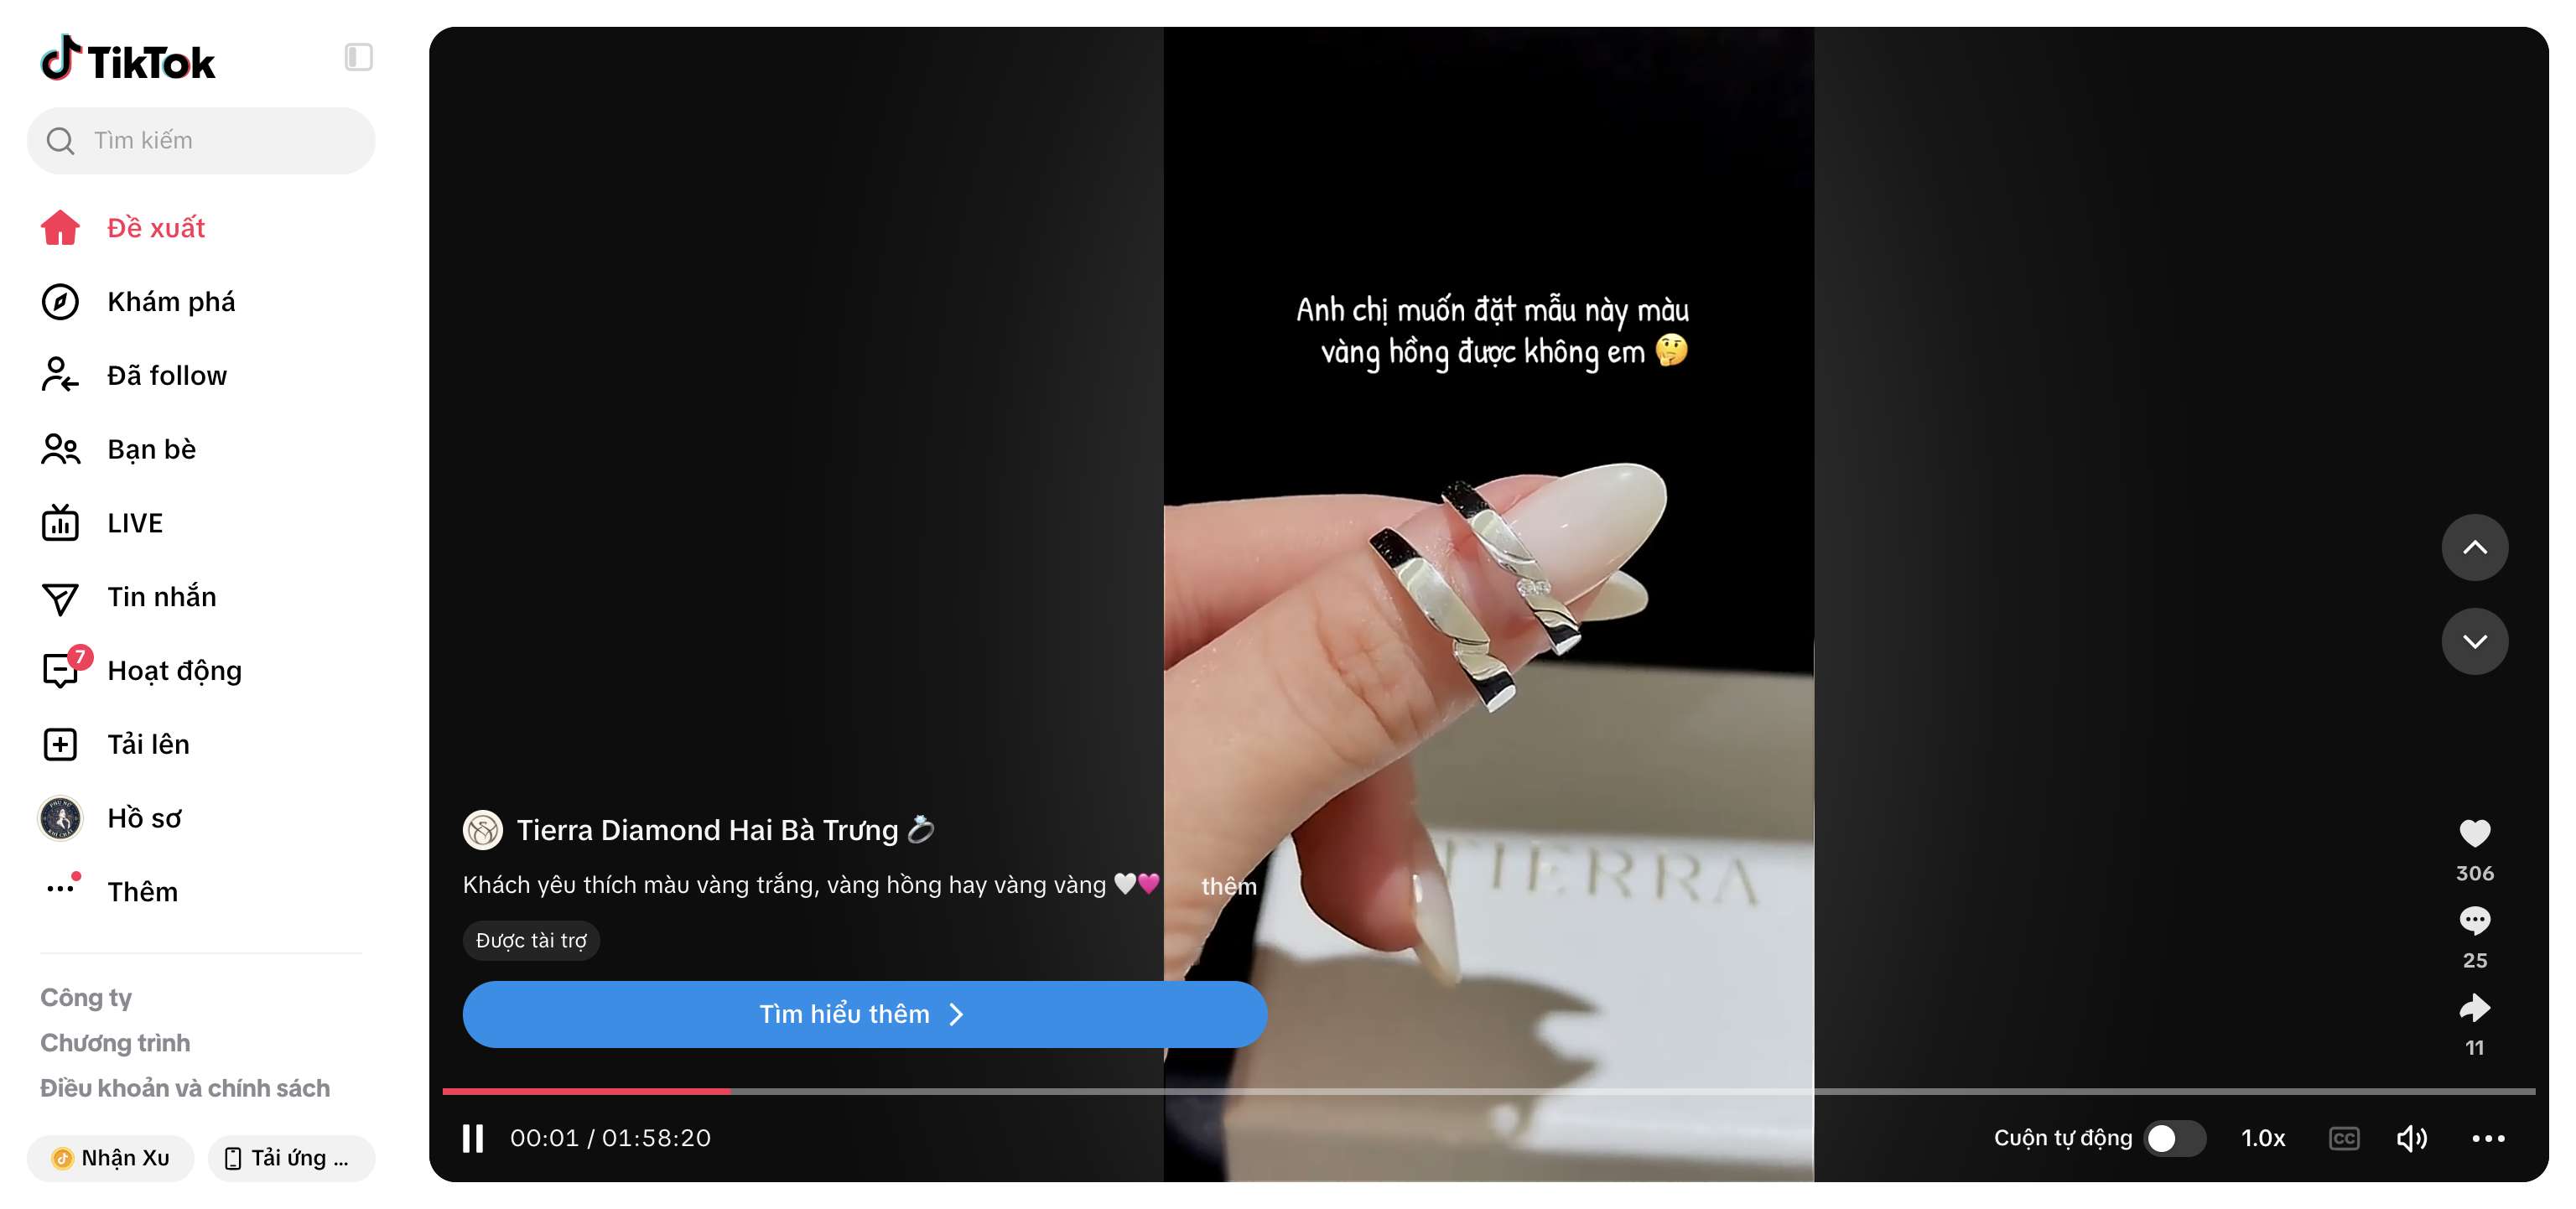 TikTok
Tìm kiếm
Đề xuất
Khám phá
Đã follow
Bạn bè
LIVE
Tin nhắn
7
Hoạt động
Tải lên
Hồ sơ
Thêm
Công ty
Chương trình
Điều khoản và chính sách
Nhận Xu
Tải ứng ...
Anh chị muốn đặt mẫu này màu
vàng hồng được không em 🤔
TIERRA
Tierra Diamond Hai Bà Trưng 💍
Khách yêu thích màu vàng trắng, vàng hồng hay vàng vàng 🤍💗 thêm
Được tài trợ
Tìm hiểu thêm
306
25
11
00:01 / 01:58:20
Cuộn tự động
1.0x
CC